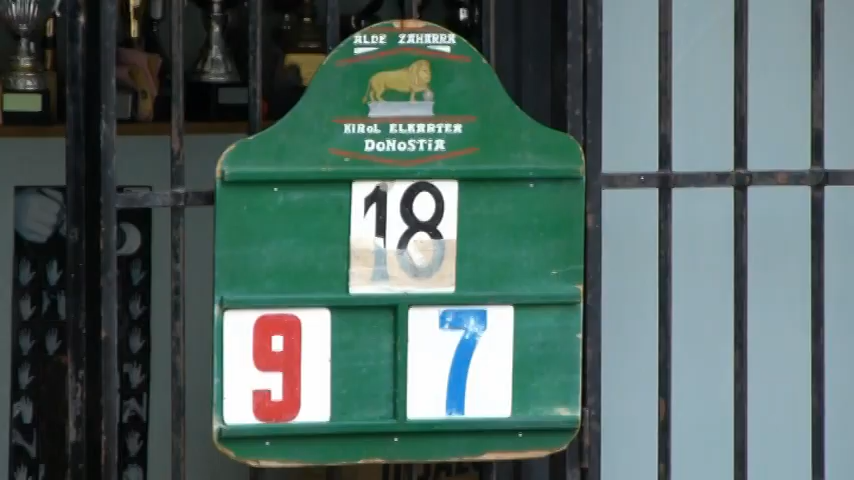 ALDE ZAHARRA
KIROL ELKARTEA
DONOSTIA
18
9 7